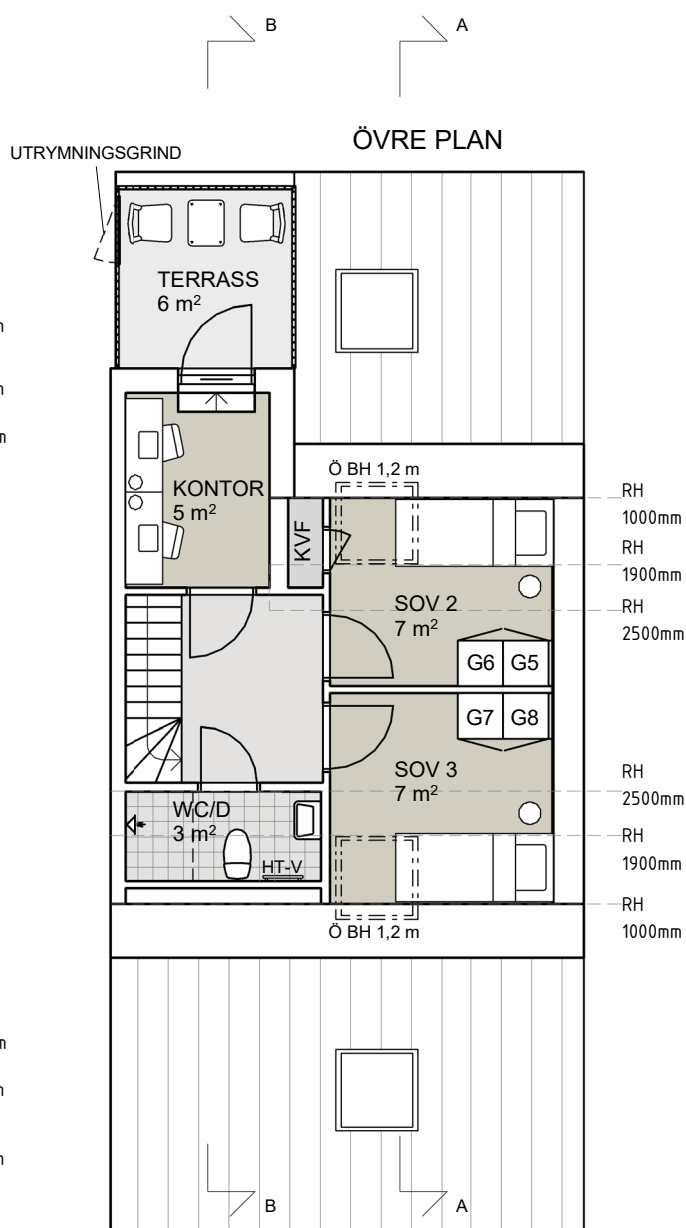 B
A
ÖVRE PLAN
UTRYMNINGSGRIND
TERRASS
6 m²
m
m
m
Ö BH 1,2 m
KONTOR
5 m²
KVF
RH
1000mm
RH
1900mm
RH
2500mm
SOV 2
7 m²
G6 G5
G7 G8
SOV 3
7 m²
RH
2500mm
WC/D
3 m²
HT-V
RH
1900mm
RH
1000mm
Ö BH 1,2 m
m
m
m
B
A